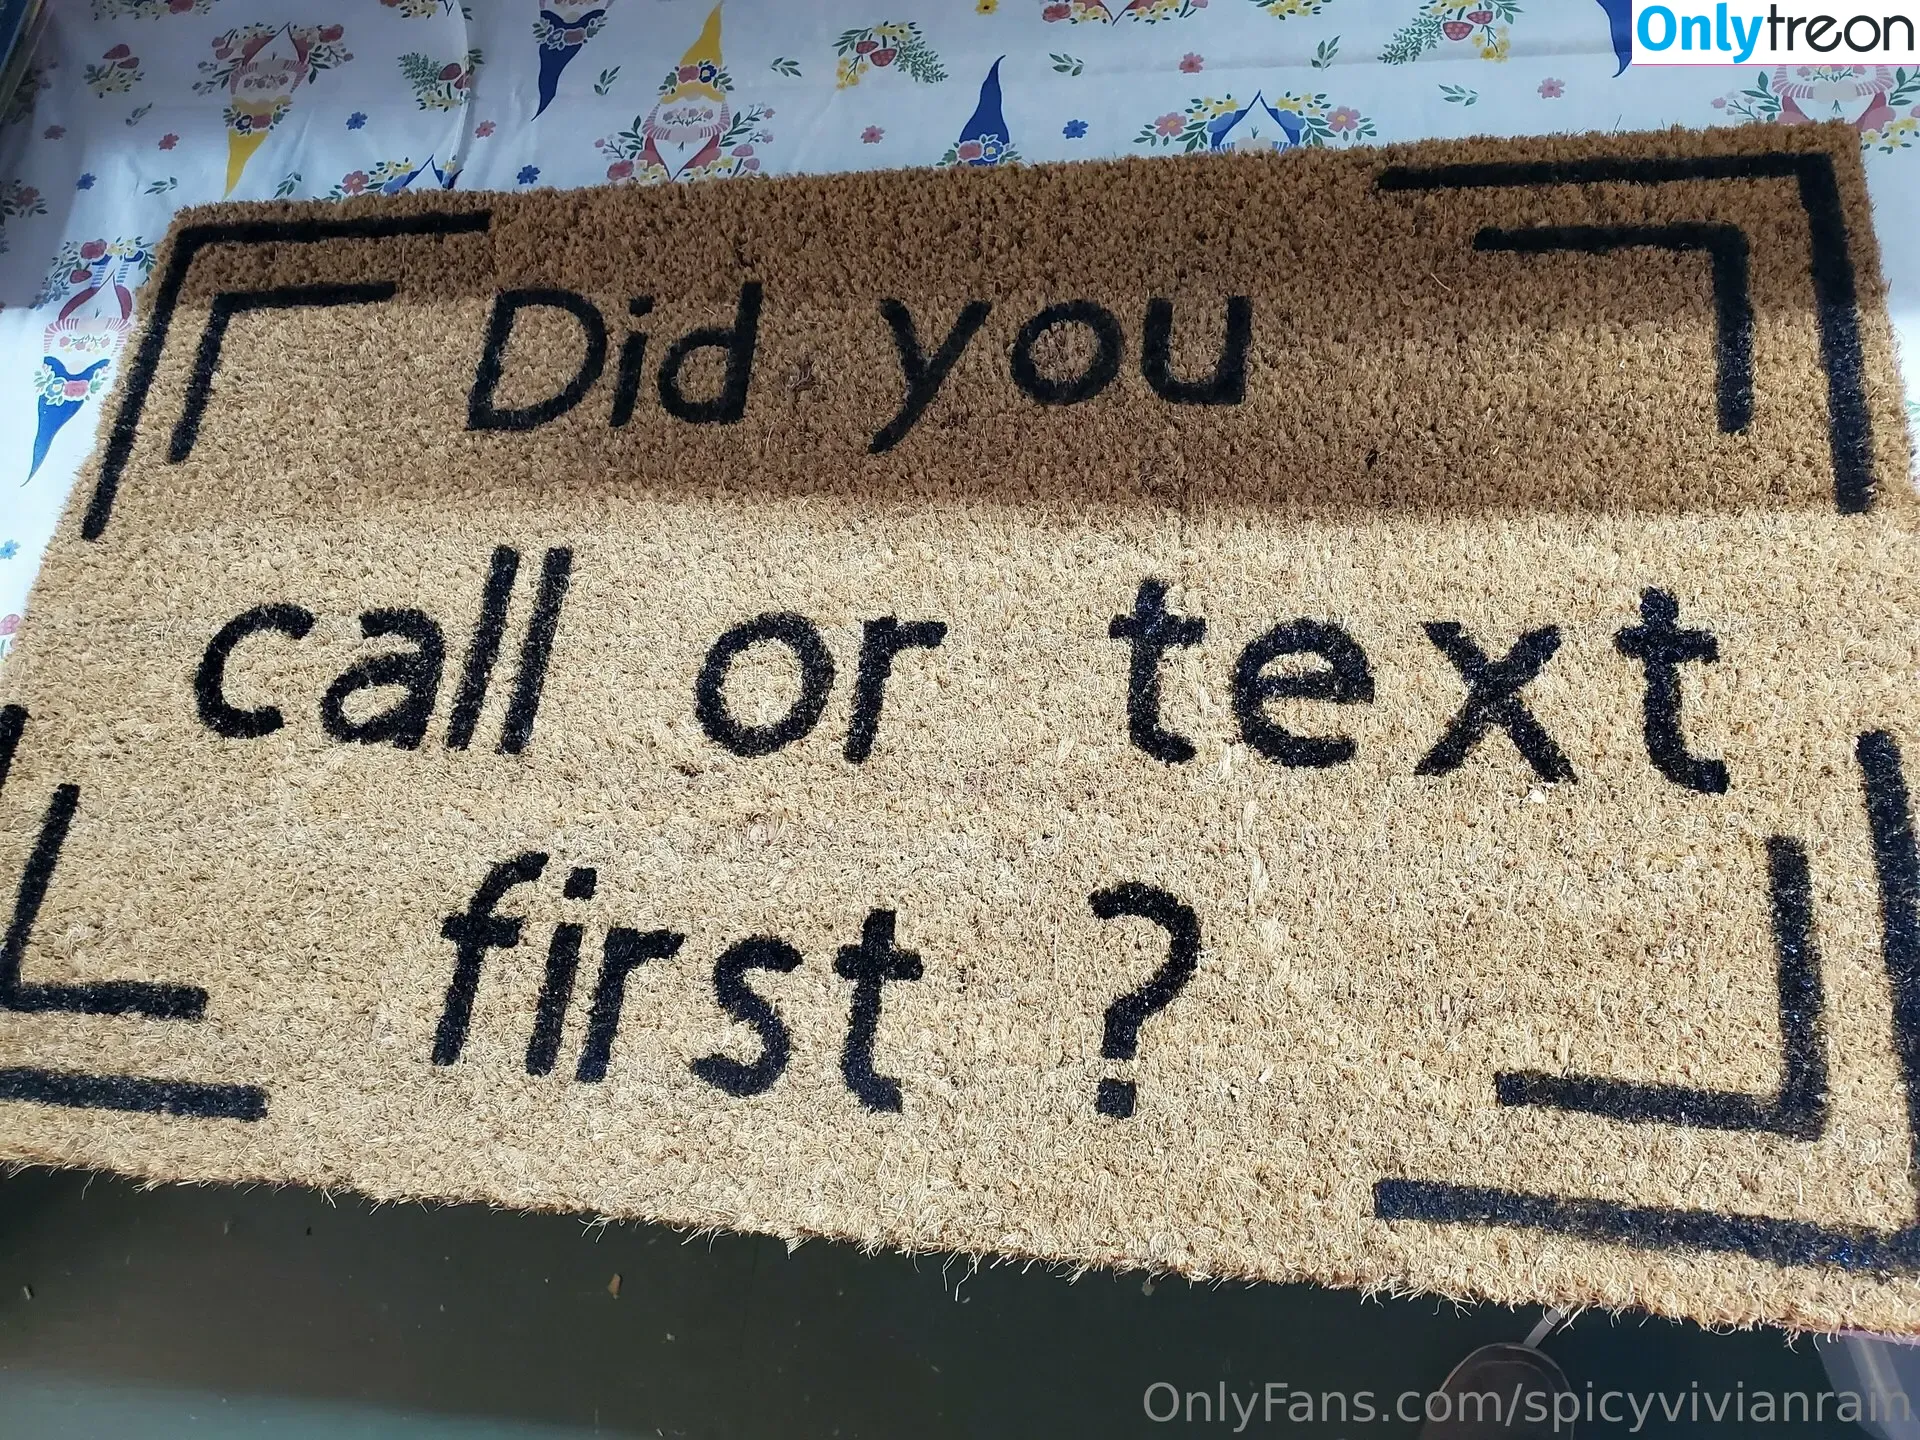 Onlytreon
Did you
call or text
first ?
OnlyFans.com/spicyvivianrain